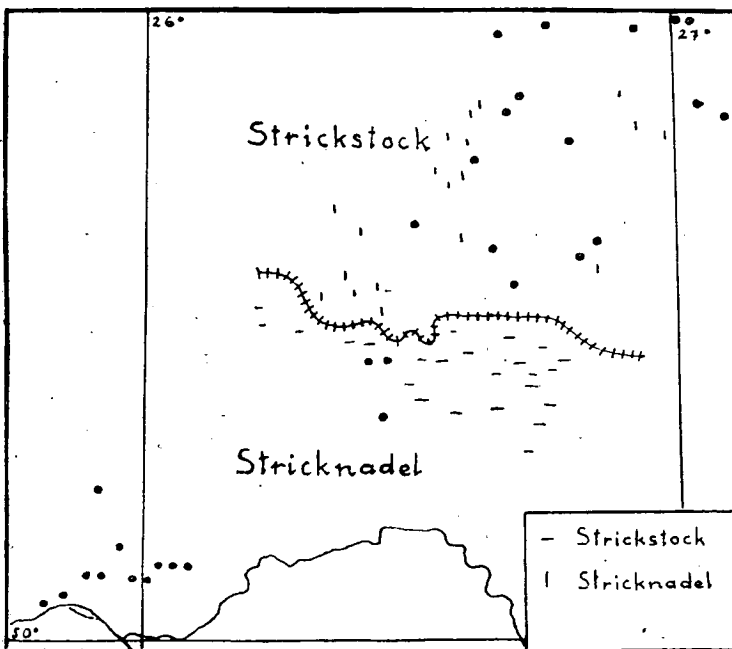 26°
27°
Strickstock
Stricknadel
50°
– Strickstock
| Stricknadel